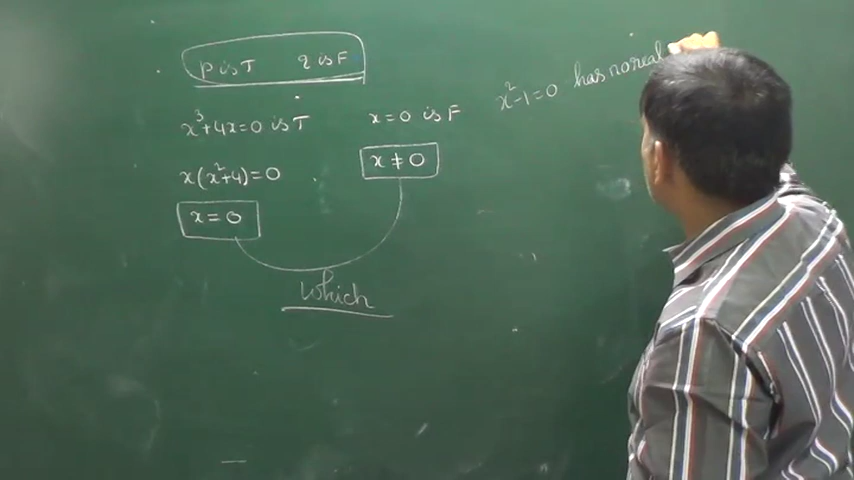 p is T q is F
x³+4x=0 is T x=0 is F
x(x²+4)=0 x≠0
x=0
which
x²-1=0 has no real